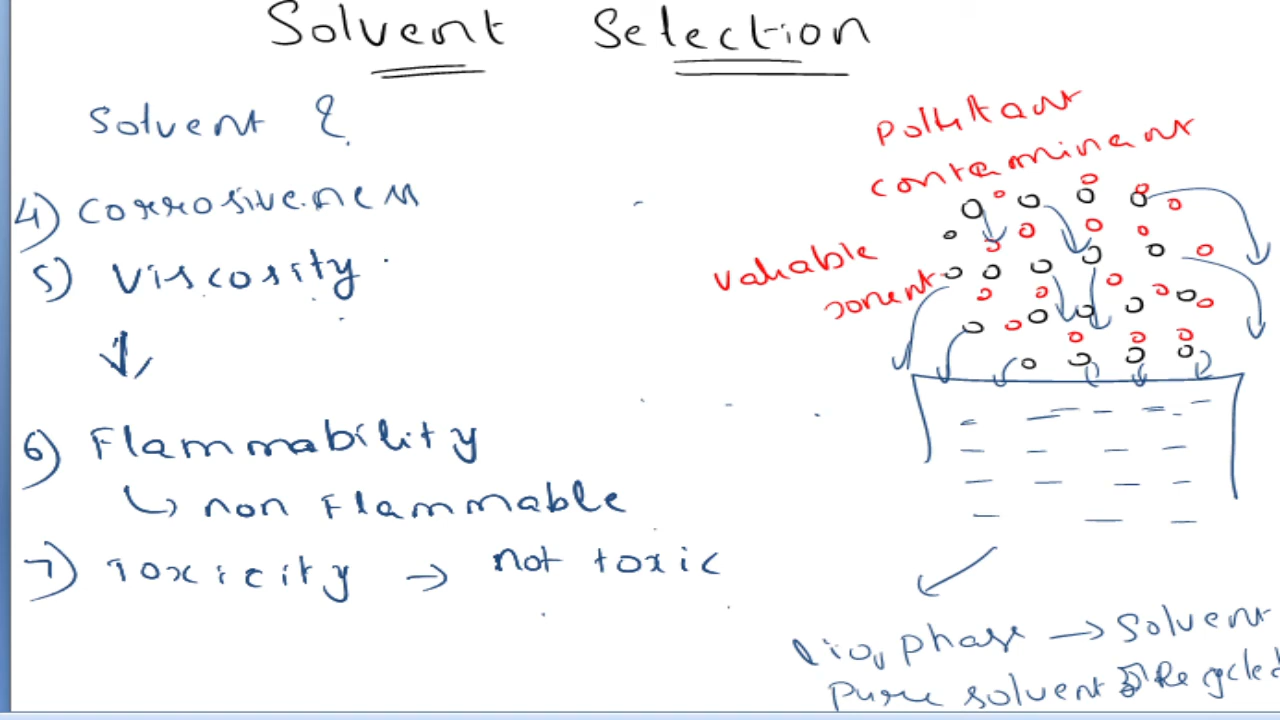 Solvent Selection
Solvent
4) Corrosiveness
5) Viscosity
↓
6) Flammability
↳ non Flammable
7) Toxicity → not toxic
Pollutant
contaminant
Valuable
liq phase → Solvent
Pure solvent Recycled